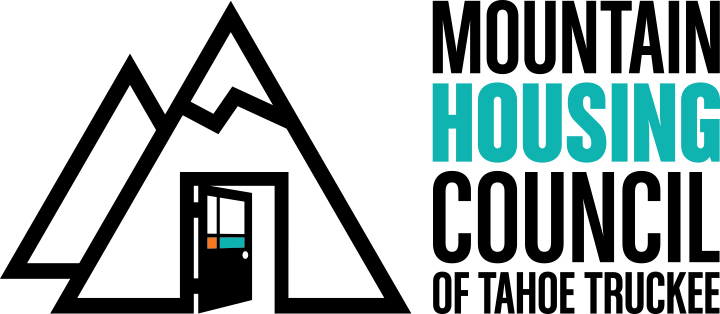 MOUNTAIN
HOUSING
COUNCIL
OF TAHOE TRUCKEE